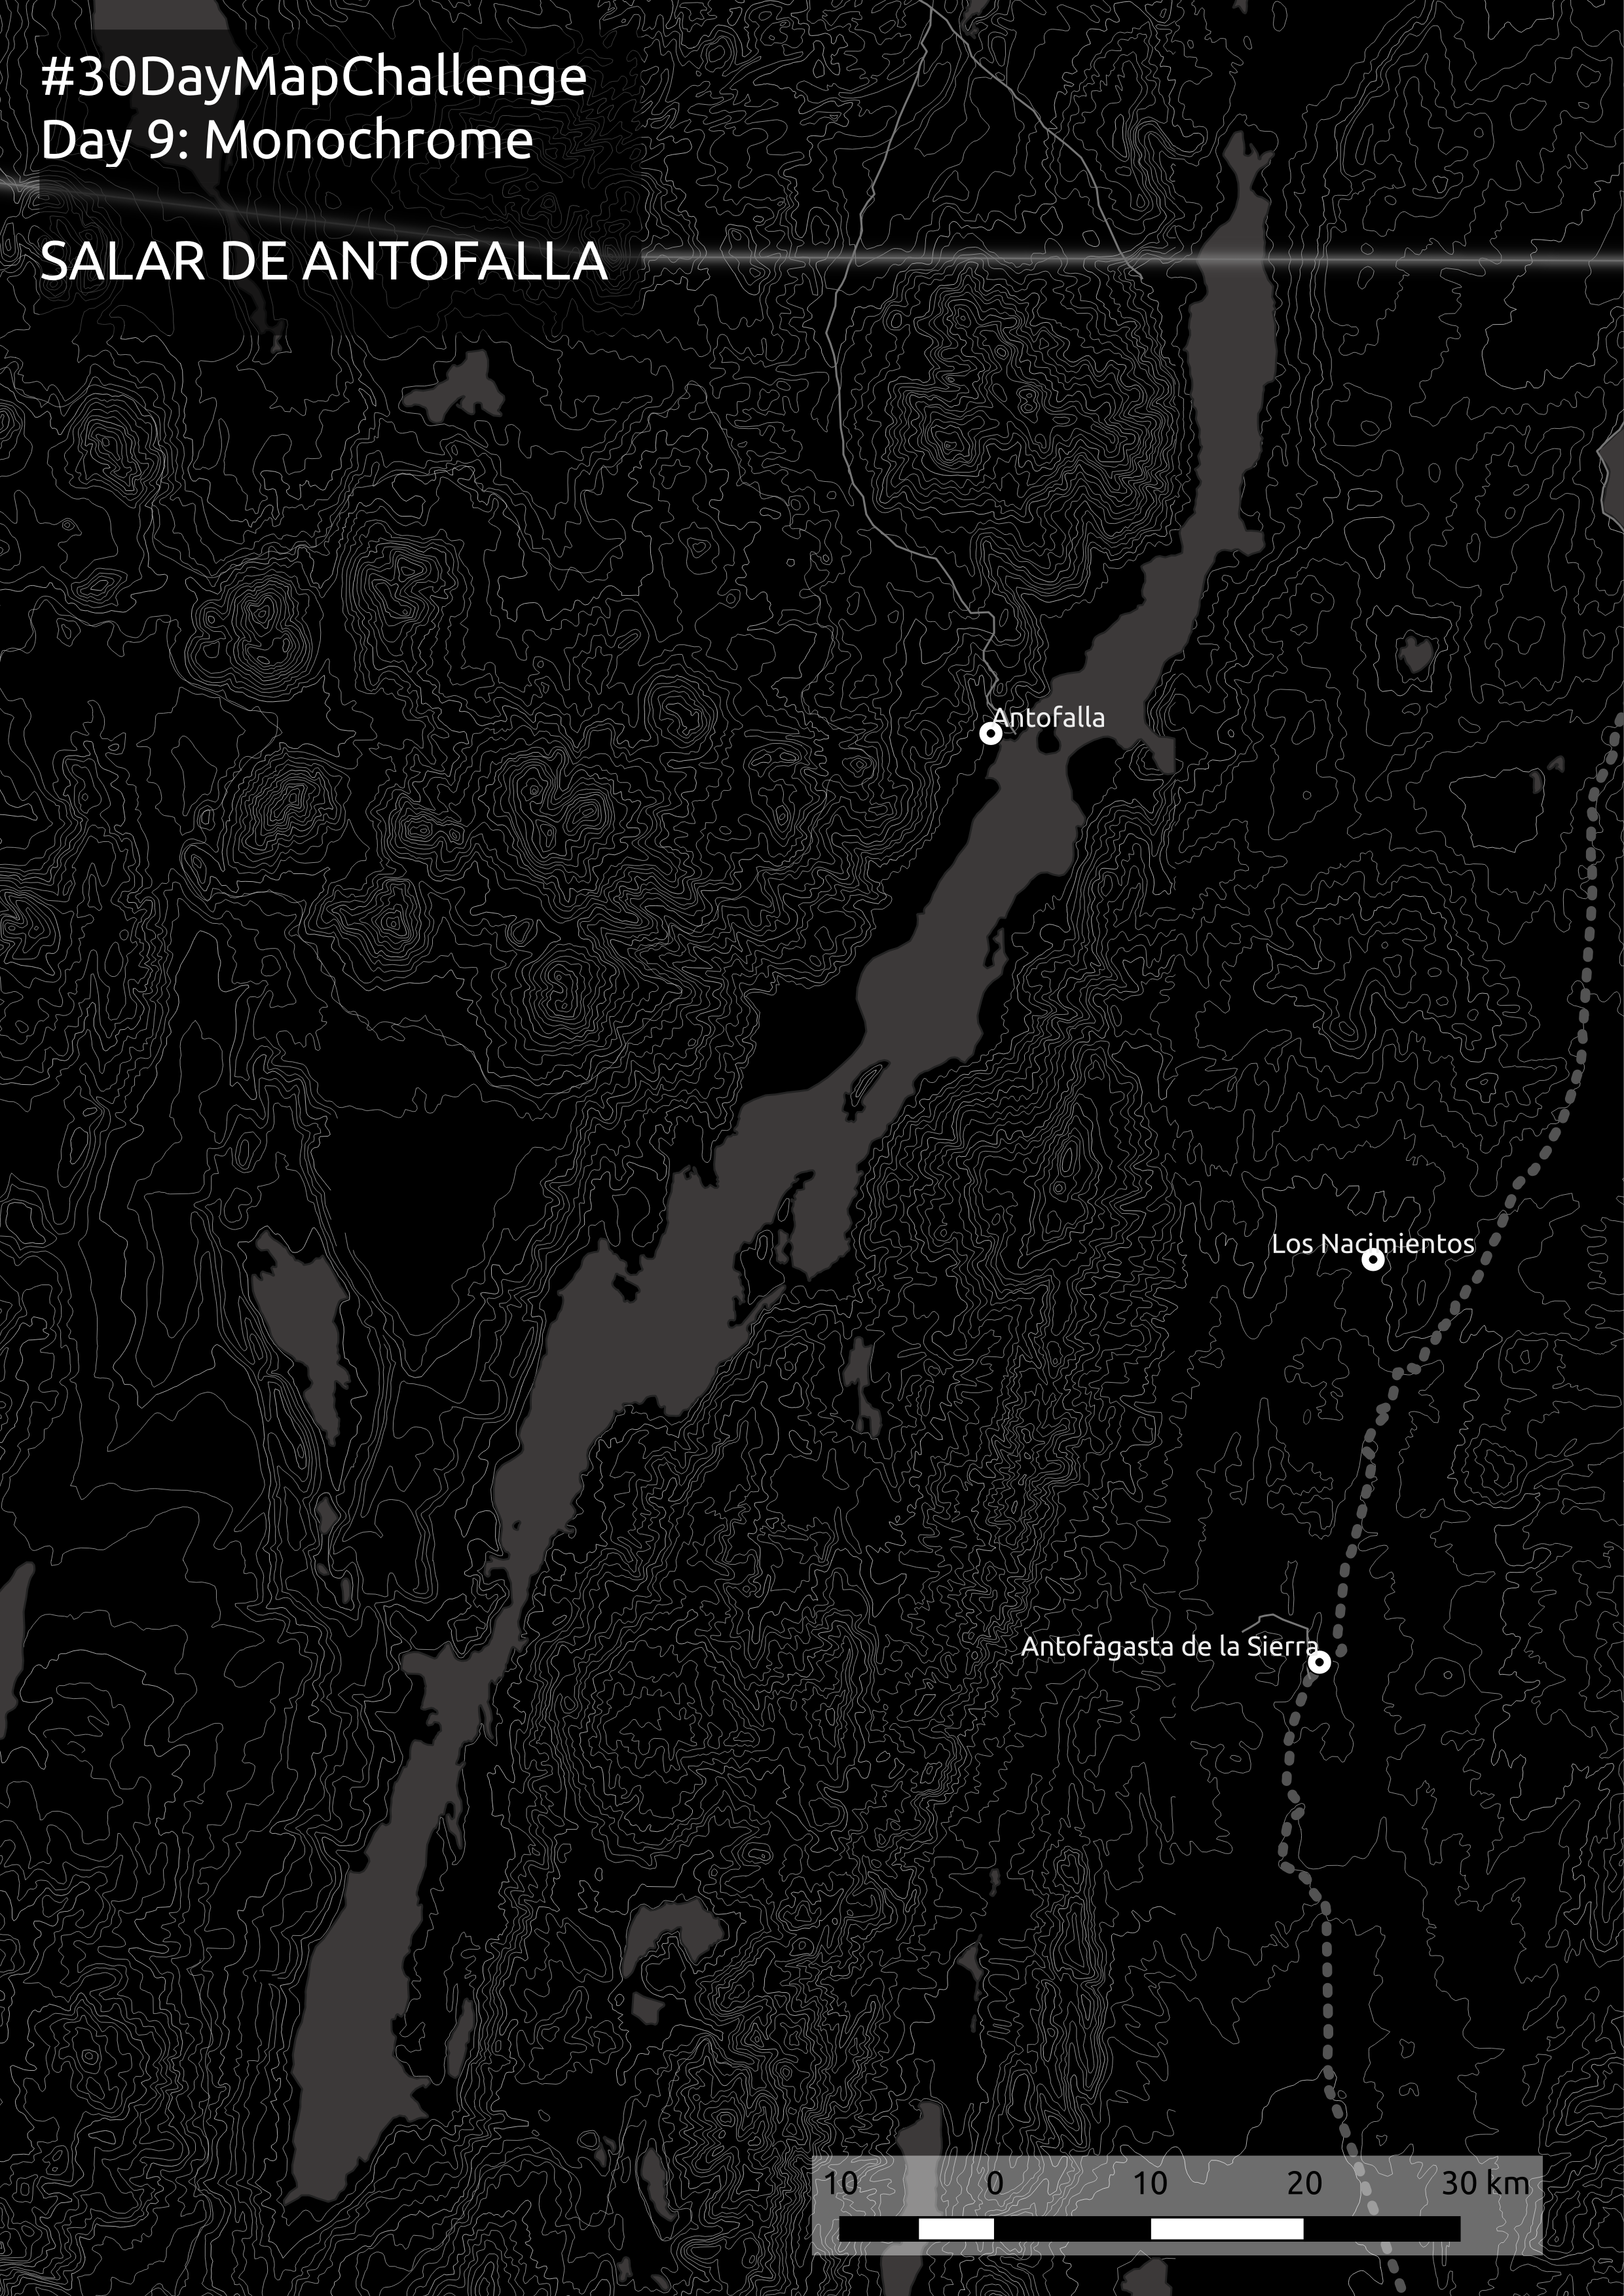 #30DayMapChallenge
Day 9: Monochrome
SALAR DE ANTOFALLA
Antofalla
Los Nacimientos
Antofagasta de la Sierra
10 0 10 20 30 km